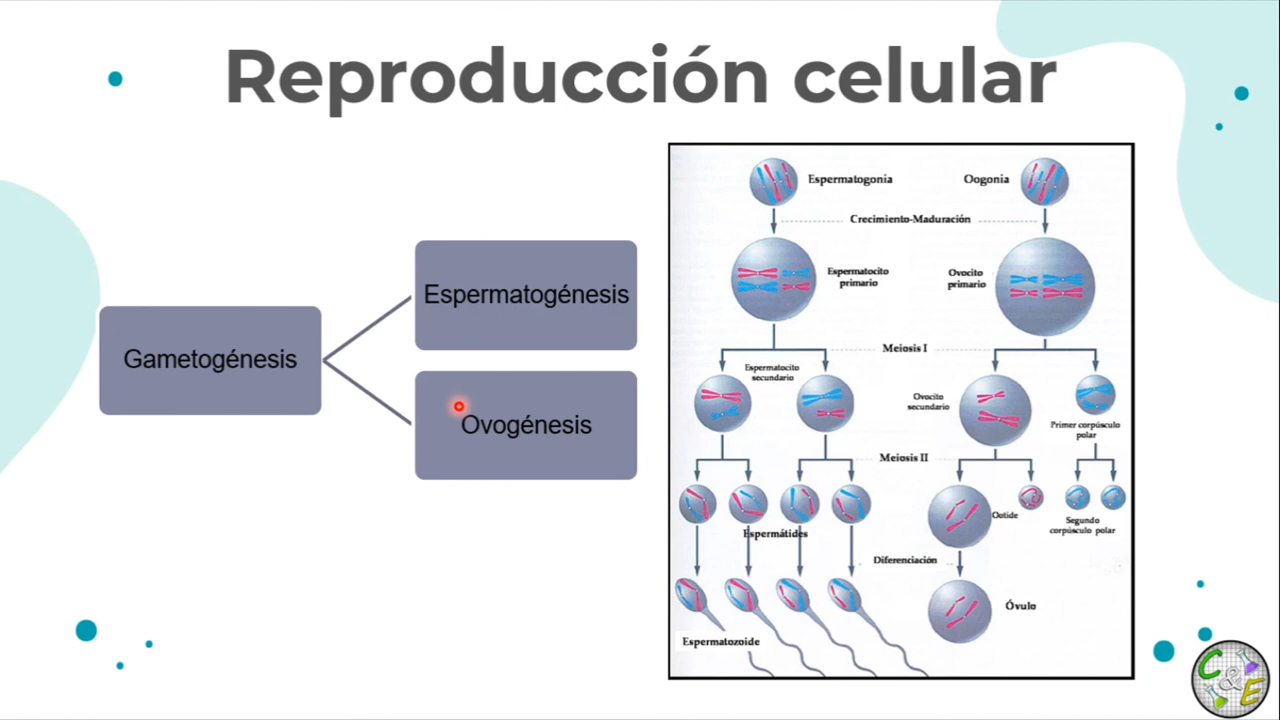 Reproducción celular
Gametogénesis
Espermatogénesis
Ovogénesis
Espermatogonia
Oogonia
Crecimiento-Maduración
Espermatocito
primario
Ovocito
primario
Meiosis I
Espermatocito
secundario
Ovocito
secundario
Primer corpúsculo
polar
Meiosis II
Espermátides
Ootide
Segundo
corpúsculo polar
Diferenciación
Óvulo
Espermatozoide
C&E